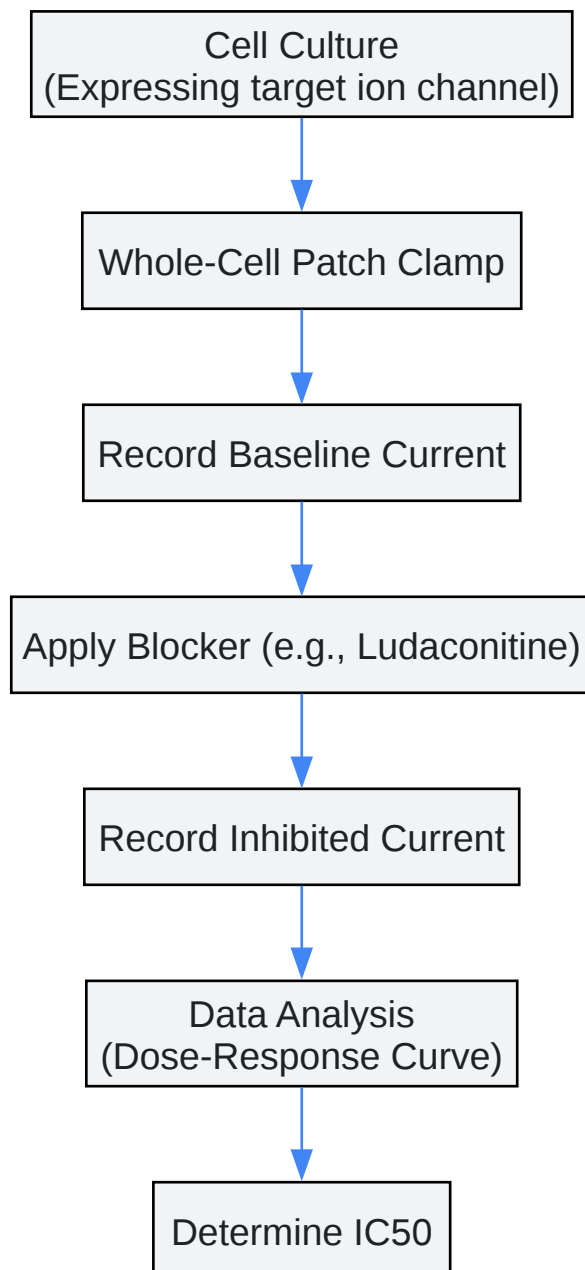 Cell Culture
(Expressing target ion channel)
Whole-Cell Patch Clamp
Record Baseline Current
Apply Blocker (e.g., Ludaconitine)
Record Inhibited Current
Data Analysis
(Dose-Response Curve)
Determine IC50